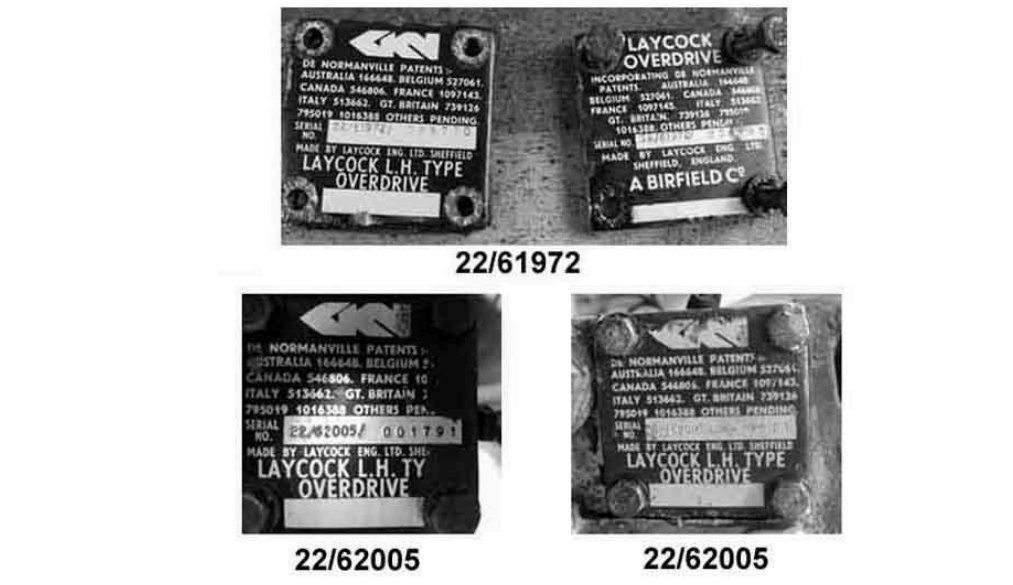 GKN
DE NORMANVILLE PATENTS:-
AUSTRALIA 166648. BELGIUM 527061.
CANADA 546806. FRANCE 1097143.
ITALY 513662. GT. BRITAIN 739126
795019 1016388 OTHERS PENDING.
SERIAL
NO.
MADE BY LAYCOCK ENG. LTD. SHEFFIELD
LAYCOCK L.H. TYPE
OVERDRIVE
LAYCOCK
OVERDRIVE
INCORPORATING DE NORMANVILLE
PATENTS. AUSTRALIA 166648.
BELGIUM 527061. CANADA 546806
FRANCE 1097143. ITALY 513662
GT. BRITAIN. 739126 795019
1016388 OTHERS PENDING.
SERIAL NO.
MADE BY LAYCOCK ENG. LTD.
SHEFFIELD, ENGLAND.
A BIRFIELD Cº
22/61972
GKN
DE NORMANVILLE PATENTS:-
AUSTRALIA 166648. BELGIUM 5
CANADA 546806. FRANCE 10
ITALY 513662. GT. BRITAIN 7
795019 1016388 OTHERS PEN
SERIAL
NO. 22/62005/ 001791
MADE BY LAYCOCK ENG. LTD. SHE
LAYCOCK L.H. TY
OVERDRIVE
22/62005
GKN
DE NORMANVILLE PATENTS
AUSTRALIA 166648. BELGIUM 527061.
CANADA 546806. FRANCE 1097143.
ITALY 513662. GT. BRITAIN 739126
795019 1016388 OTHERS PENDING.
SERIAL
NO.
MADE BY LAYCOCK ENG. LTD. SHEFFIELD
LAYCOCK L.H. TYPE
OVERDRIVE
22/62005